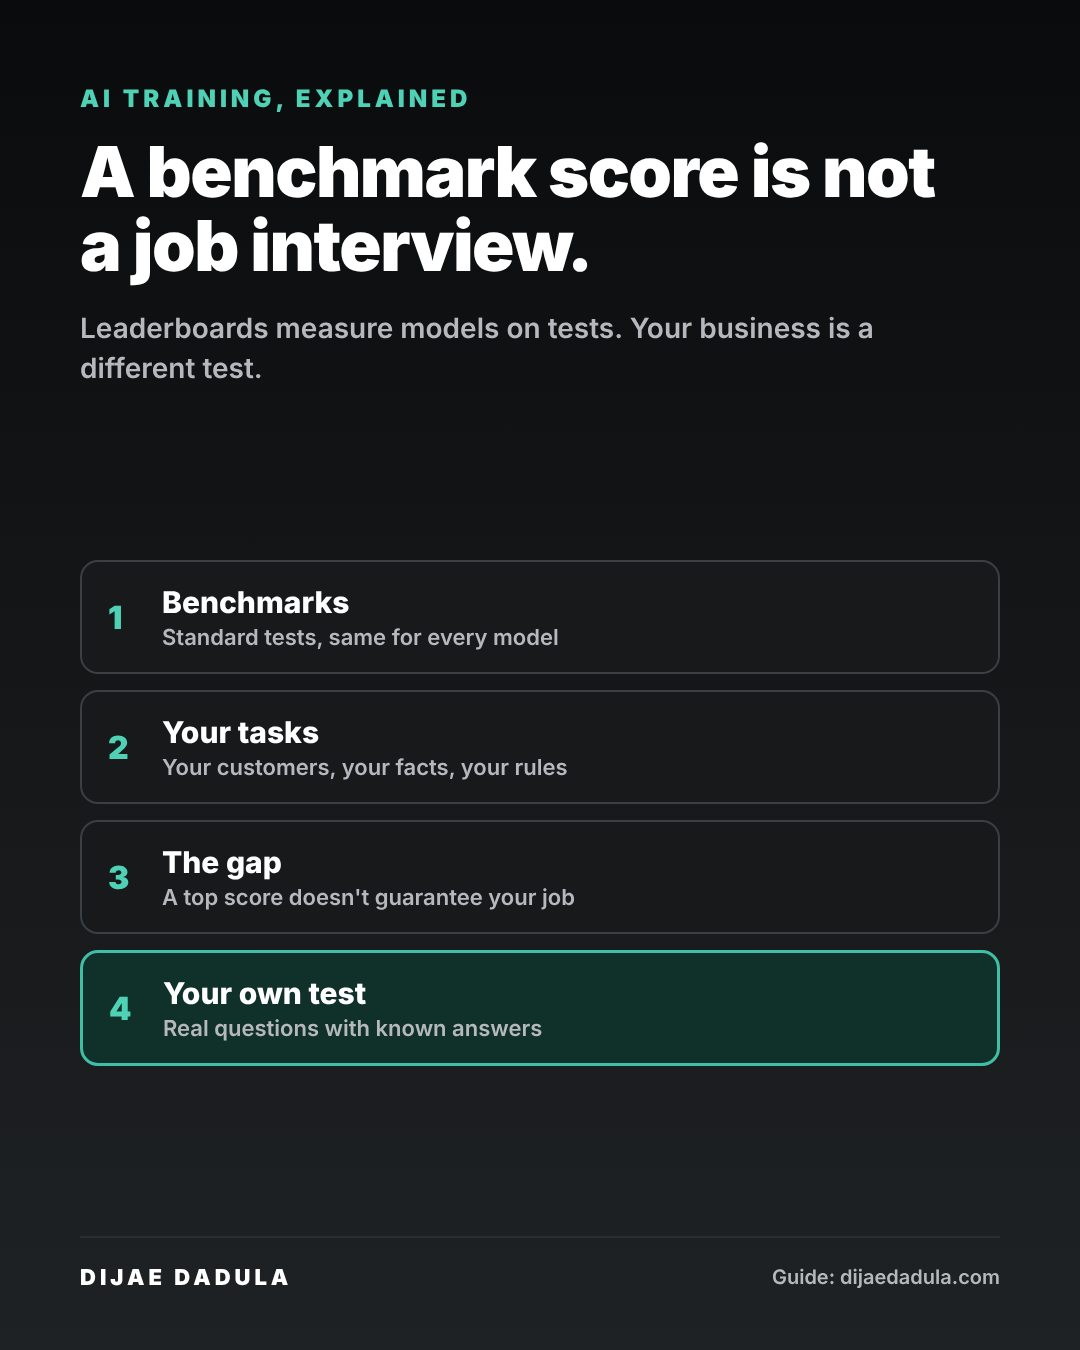 AI TRAINING, EXPLAINED
A benchmark score is not
a job interview.
Leaderboards measure models on tests. Your business is a
different test.
1
Benchmarks
Standard tests, same for every model
2
Your tasks
Your customers, your facts, your rules
3
The gap
A top score doesn't guarantee your job
4
Your own test
Real questions with known answers
DIJAE DADULA
Guide: dijaedadula.com